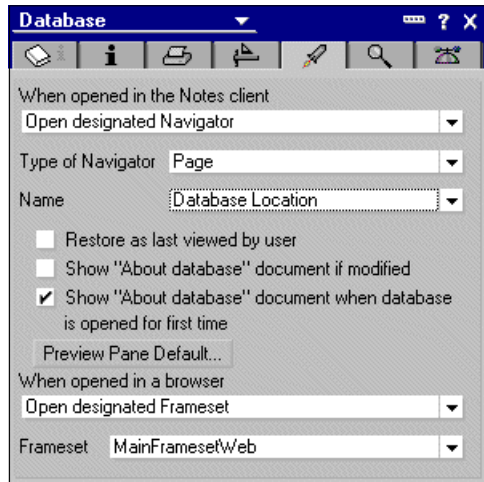 Database ? X
i
When opened in the Notes client
Open designated Navigator
Type of Navigator Page
Name Database Location
Restore as last viewed by user
Show "About database" document if modified
Show "About database" document when database
is opened for first time
Preview Pane Default...
When opened in a browser
Open designated Frameset
Frameset MainFramesetWeb